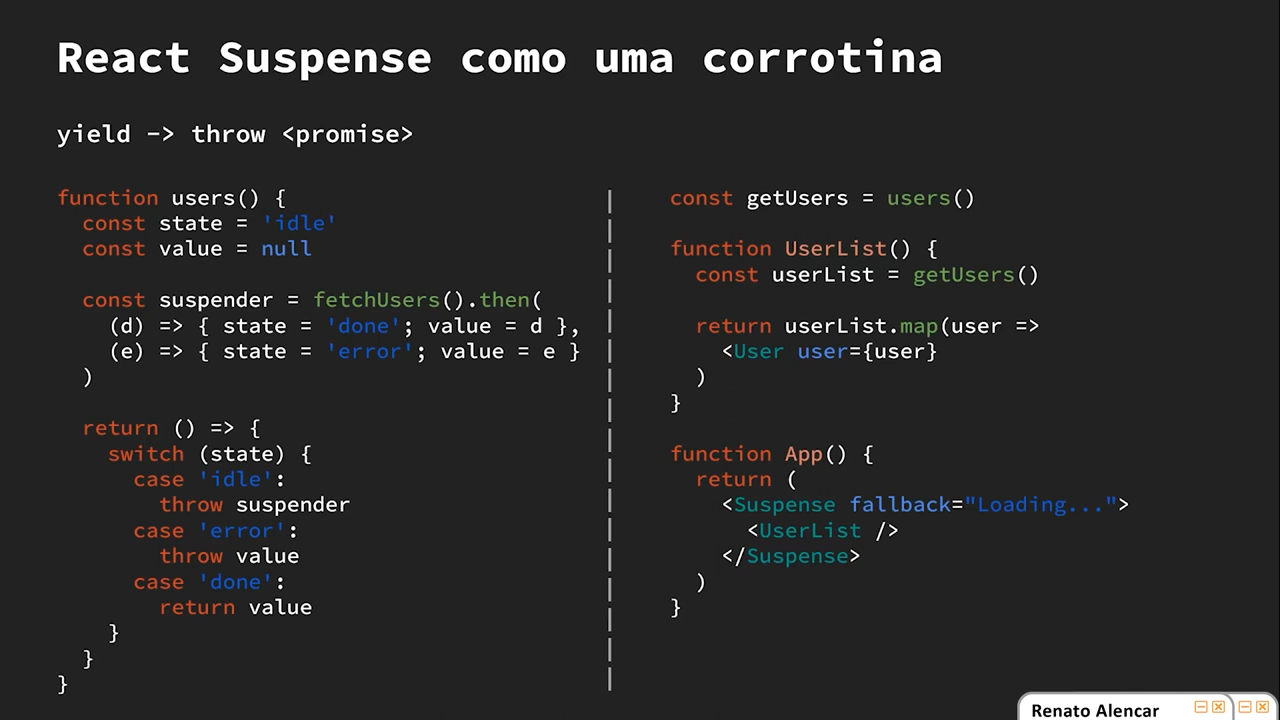 React Suspense como uma corrotina
yield -> throw <promise>
function users() {
  const state = 'idle'
  const value = null
  const suspender = fetchUsers().then(
    (d) => { state = 'done'; value = d },
    (e) => { state = 'error'; value = e }
  )
  return () => {
    switch (state) {
      case 'idle':
        throw suspender
      case 'error':
        throw value
      case 'done':
        return value
    }
  }
}
const getUsers = users()
function UserList() {
  const userList = getUsers()
  return userList.map(user =>
    <User user={user}
  )
}
function App() {
  return (
    <Suspense fallback="Loading...">
      <UserList />
    </Suspense>
  )
}
Renato Alencar